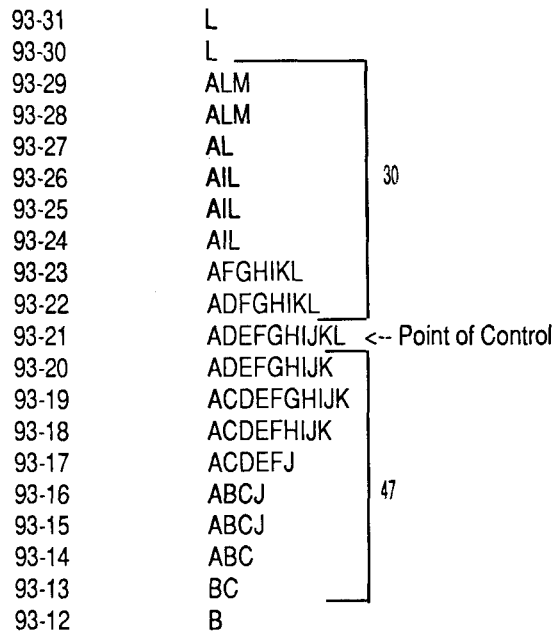 93-31 L
93-30 L
93-29 ALM
93-28 ALM
93-27 AL
93-26 AIL 30
93-25 AIL
93-24 AIL
93-23 AFGHIKL
93-22 ADFGHIKL
93-21 ADEFGHIJKL <-- Point of Control
93-20 ADEFGHIJK
93-19 ACDEFGHIJK
93-18 ACDEFHIJK
93-17 ACDEFJ
93-16 ABCJ 47
93-15 ABCJ
93-14 ABC
93-13 BC
93-12 B